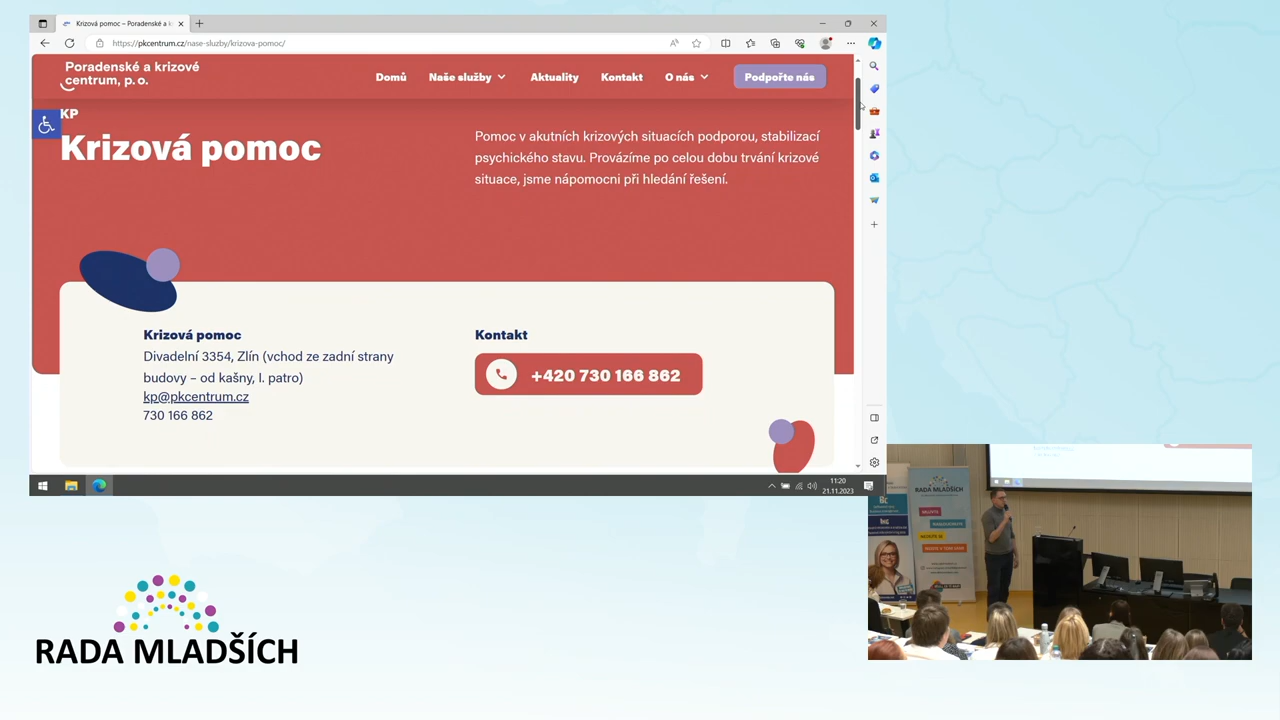 Krizová pomoc – Poradenské a k
https://pkcentrum.cz/nase-sluzby/krizova-pomoc/
Poradenské a krizové
centrum, p. o.
Domů
Naše služby
Aktuality
Kontakt
O nás
Podpořte nás
KP
Krizová pomoc
Pomoc v akutních krizových situacích podporou, stabilizací
psychického stavu. Provázíme po celou dobu trvání krizové
situace, jsme nápomocni při hledání řešení.
Krizová pomoc
Divadelní 3354, Zlín (vchod ze zadní strany
budovy – od kašny, I. patro)
kp@pkcentrum.cz
730 166 862
Kontakt
+420 730 166 862
11:20
21.11.2023
RADA MLADŠÍCH
RADA MLADŠÍCH